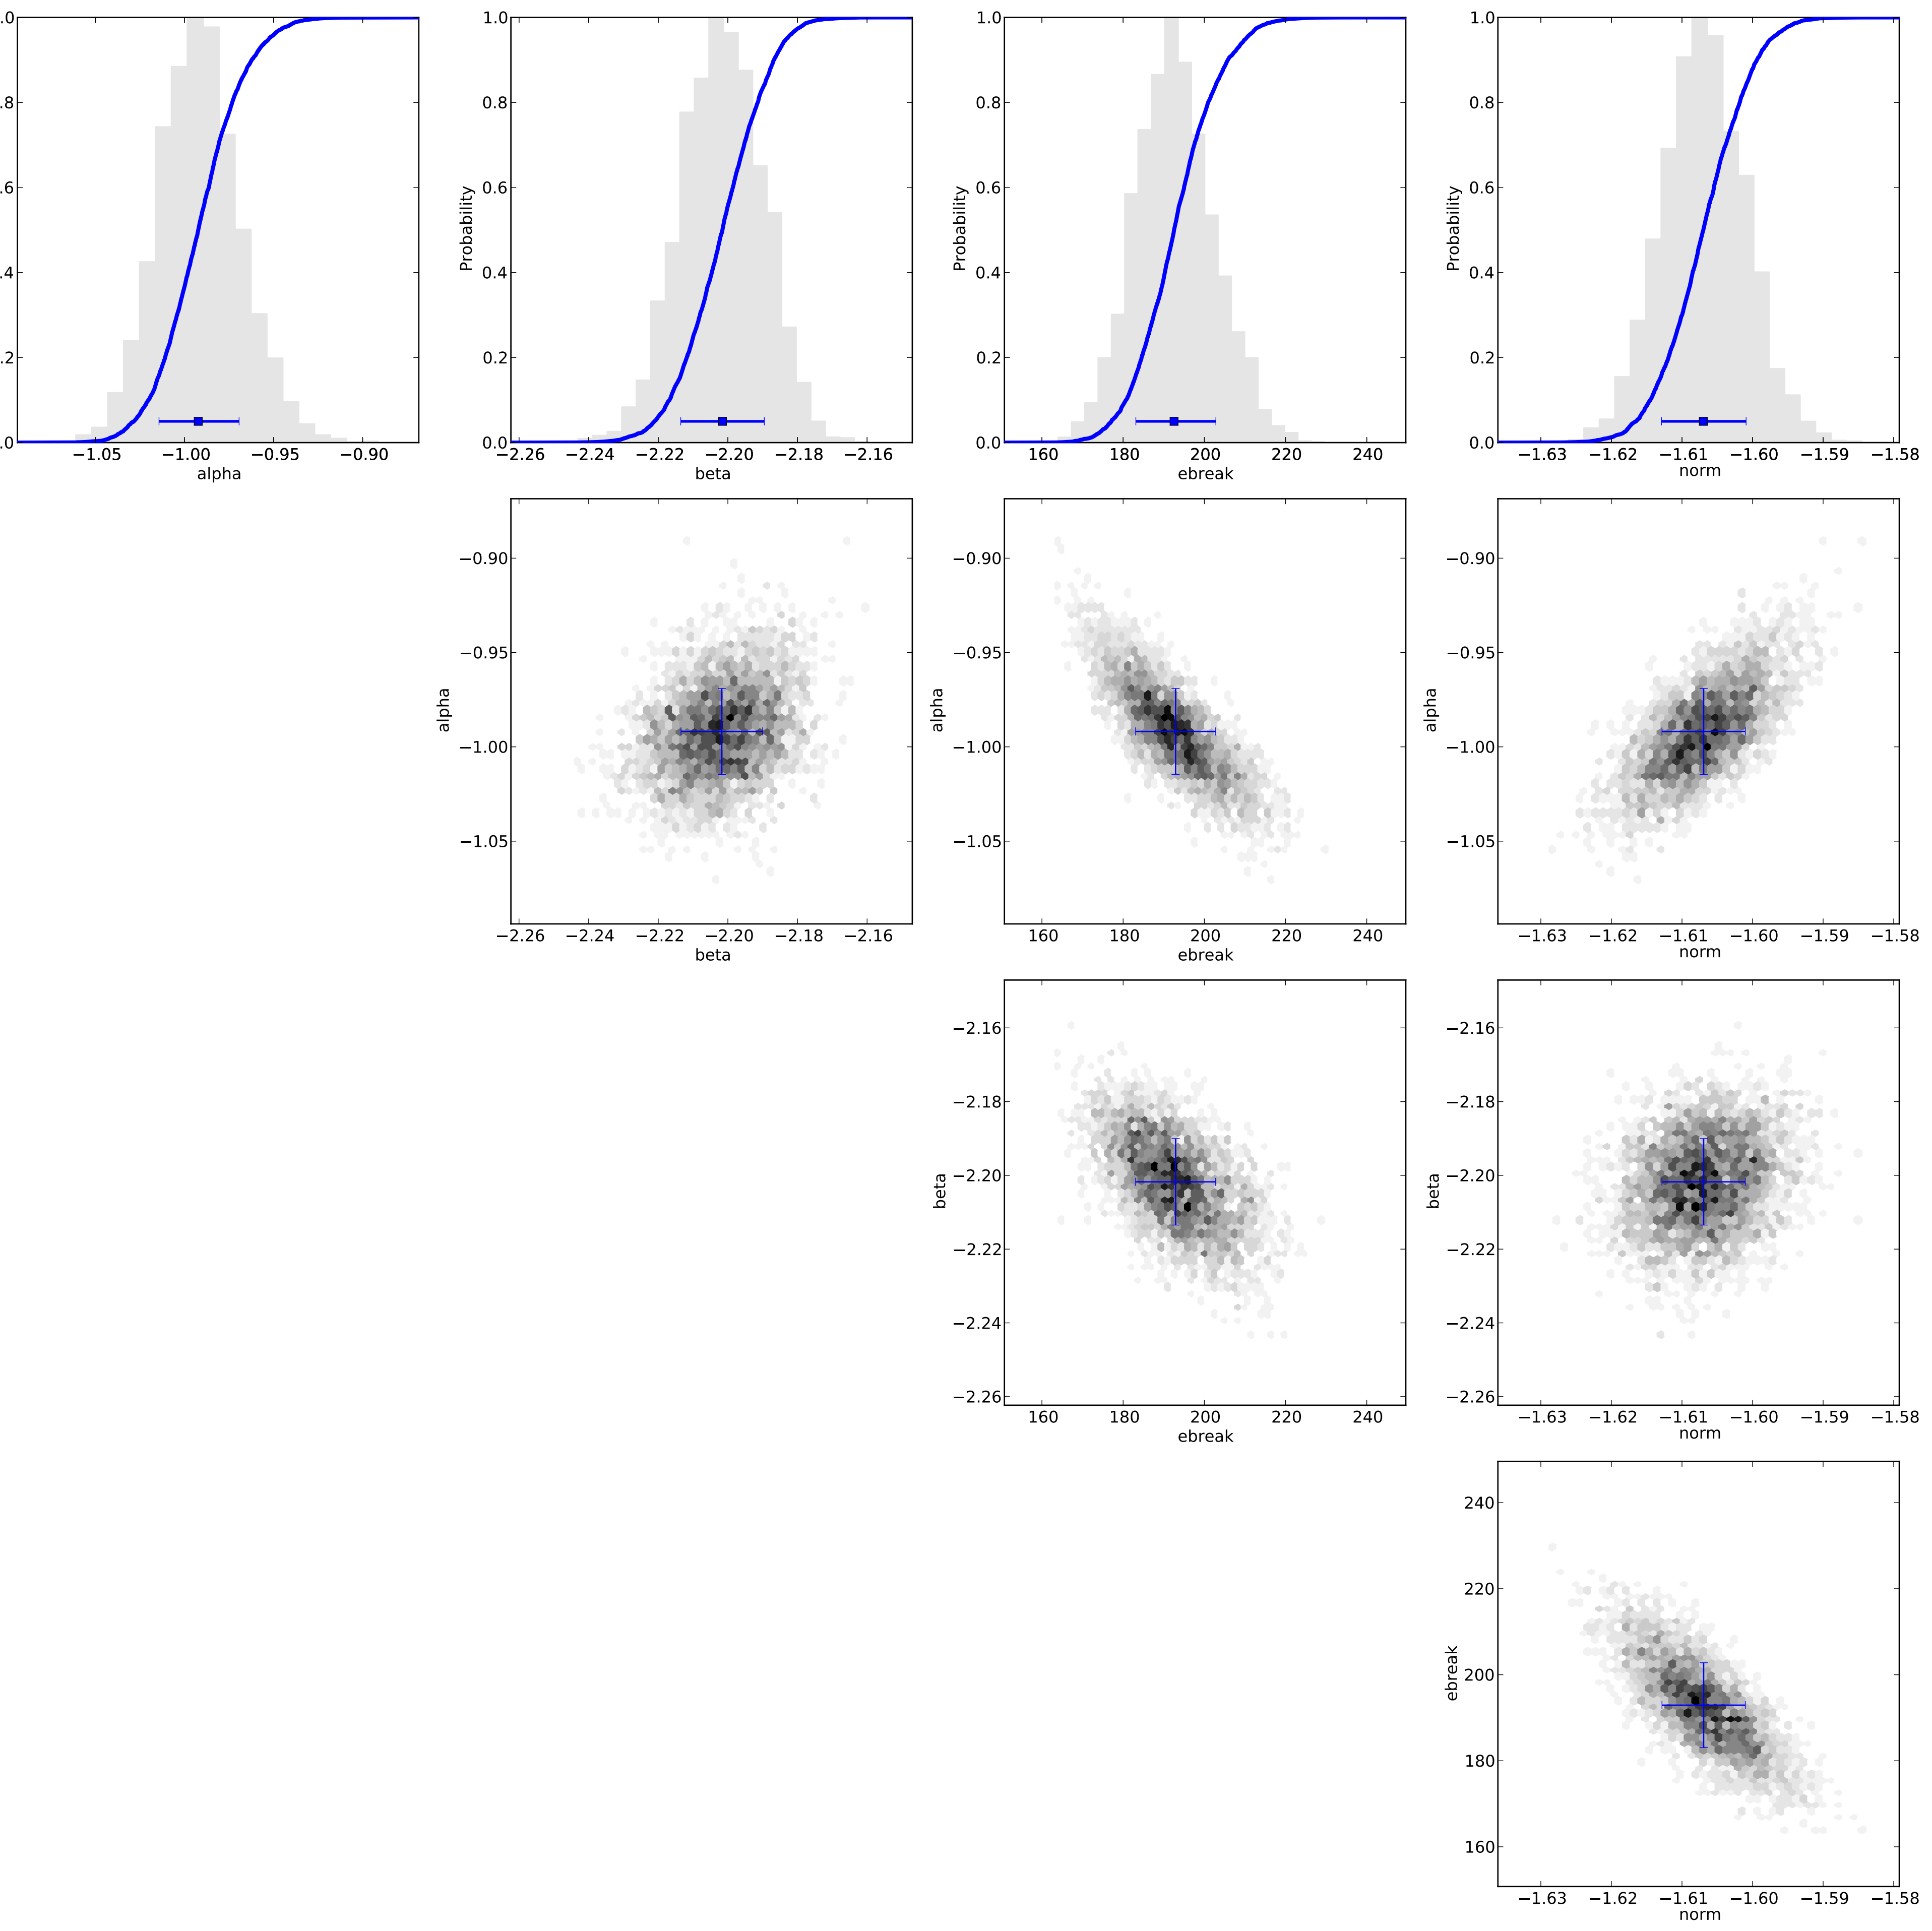 .0 1.0 1.0 1.0
.8 0.8 0.8 0.8
.6 Probability 0.6 Probability 0.6 Probability 0.6
.4 0.4 0.4 0.4
.2 0.2 0.2 0.2
.0 0.0 0.0 0.0
−1.05 −1.00 −0.95 −0.90 −2.26 −2.24 −2.22 −2.20 −2.18 −2.16 160 180 200 220 240 −1.63 −1.62 −1.61 −1.60 −1.59 −1.58
alpha beta ebreak norm
−0.90 −0.90 −0.90
−0.95 −0.95 −0.95
alpha alpha alpha
−1.00 −1.00 −1.00
−1.05 −1.05 −1.05
−2.26 −2.24 −2.22 −2.20 −2.18 −2.16 160 180 200 220 240 −1.63 −1.62 −1.61 −1.60 −1.59 −1.58
beta ebreak norm
−2.16 −2.16
−2.18 −2.18
−2.20 −2.20
beta beta
−2.22 −2.22
−2.24 −2.24
−2.26 −2.26
160 180 200 220 240 −1.63 −1.62 −1.61 −1.60 −1.59 −1.58
ebreak norm
240
220
200
ebreak
180
160
−1.63 −1.62 −1.61 −1.60 −1.59 −1.58
norm